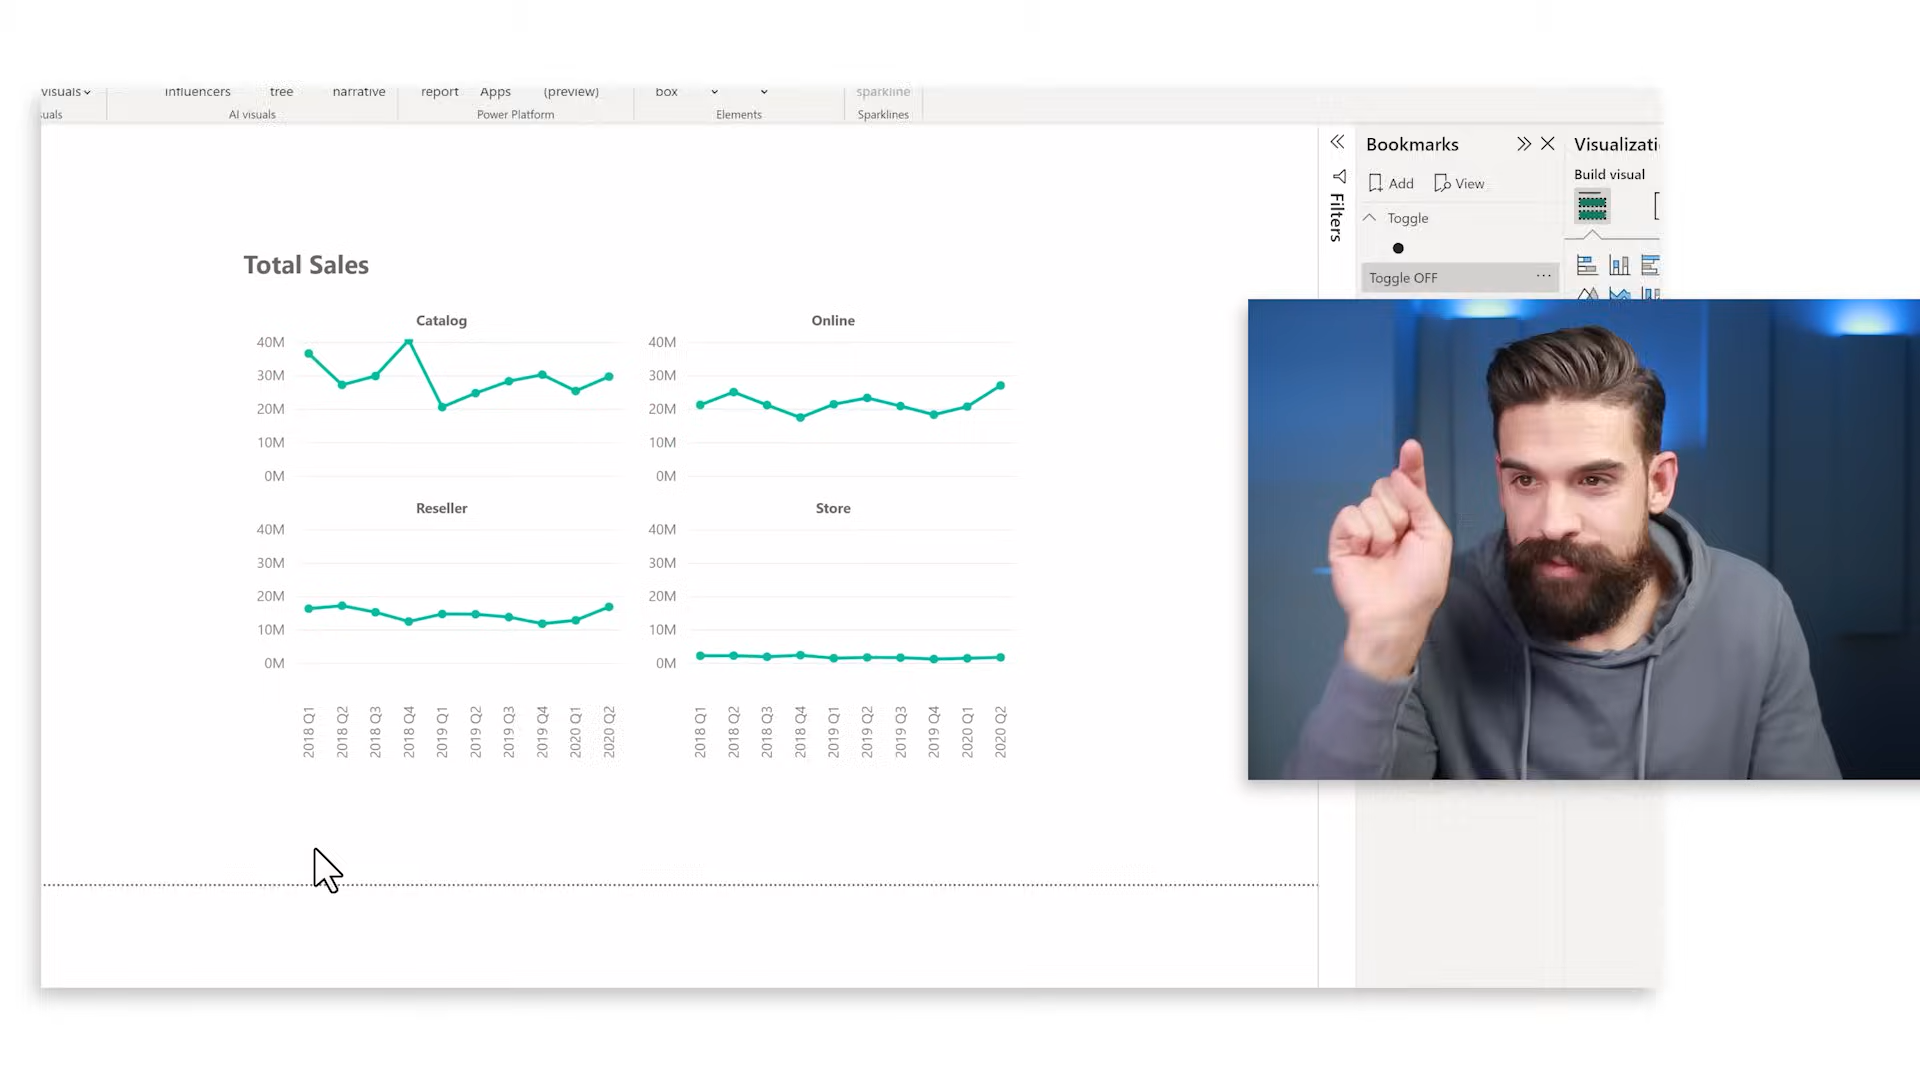 visuals
influencers tree narrative report Apps (preview) box sparkline
uals AI visuals Power Platform Elements Sparklines
Bookmarks
Visualizati
Build visual
Add View
Filters
Toggle
Toggle OFF ...
Total Sales
Catalog
40M
30M
20M
10M
0M
Online
40M
30M
20M
10M
0M
Reseller
40M
30M
20M
10M
0M
2018 Q1
2018 Q2
2018 Q3
2018 Q4
2019 Q1
2019 Q2
2019 Q3
2019 Q4
2020 Q1
2020 Q2
Store
40M
30M
20M
10M
0M
2018 Q1
2018 Q2
2018 Q3
2018 Q4
2019 Q1
2019 Q2
2019 Q3
2019 Q4
2020 Q1
2020 Q2